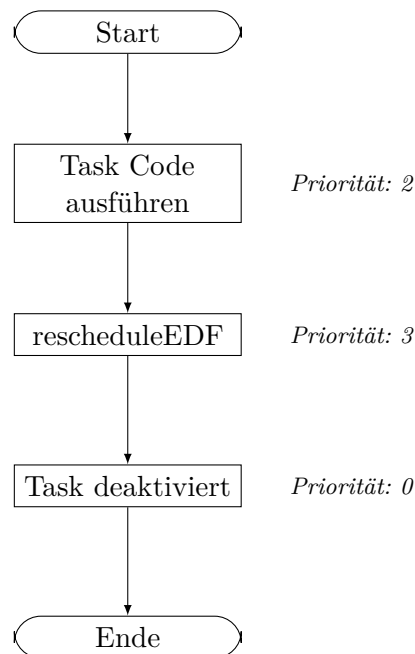 Start
Task Code
ausführen
Priorität: 2
rescheduleEDF
Priorität: 3
Task deaktiviert
Priorität: 0
Ende